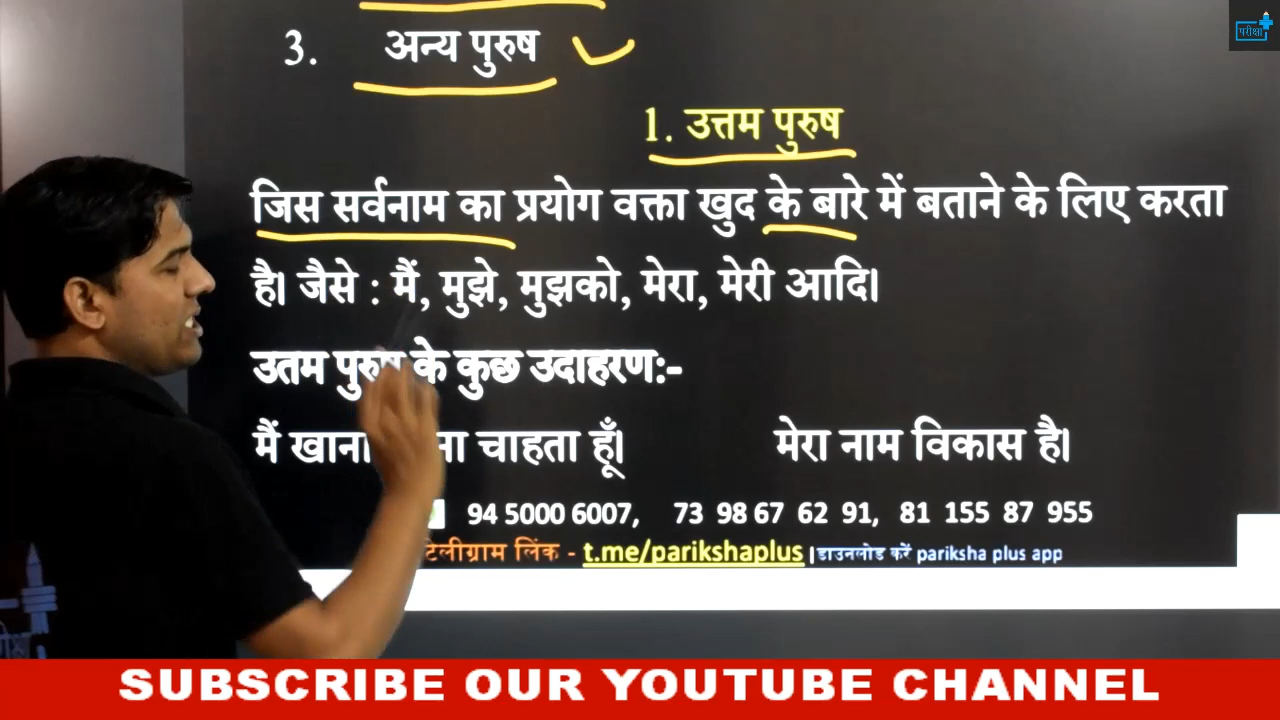 परीक्षा
3. अन्य पुरुष
1. उत्तम पुरुष
जिस सर्वनाम का प्रयोग वक्ता खुद के बारे में बताने के लिए करता
है। जैसे : मैं, मुझे, मुझको, मेरा, मेरी आदि।
उतम पुरुष के कुछ उदाहरण:-
मैं खाना चाहता हूँ। मेरा नाम विकास है।
94 5000 6007, 73 98 67 62 91, 81 155 87 955
टेलीग्राम लिंक - t.me/parikshaplus | डाउनलोड करें pariksha plus app
SUBSCRIBE OUR YOUTUBE CHANNEL